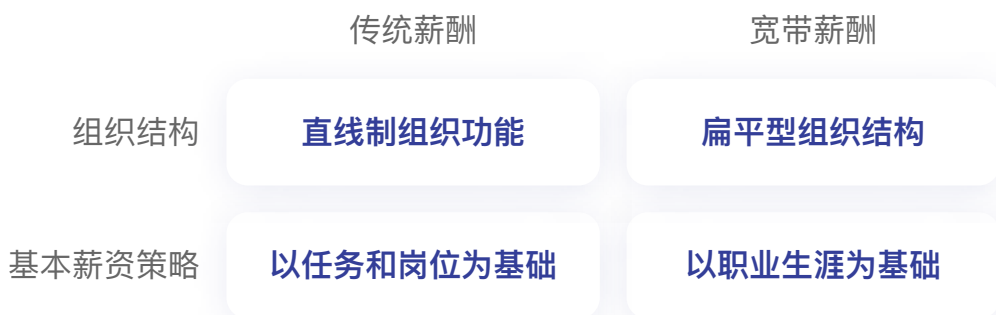 传统薪酬 宽带薪酬
组织结构 直线制组织功能 扁平型组织结构
基本薪资策略 以任务和岗位为基础 以职业生涯为基础